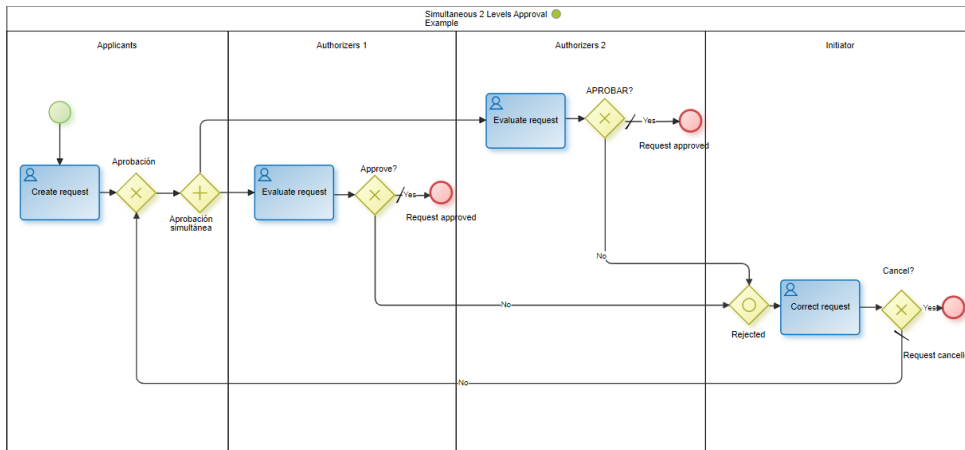 Simultaneous 2 Levels Approval
Example
Applicants
Authorizers 1
Authorizers 2
Initiator
Create request
Aprobación
Aprobación
simultánea
Evaluate request
Approve?
Yes
Request approved
Evaluate request
APROBAR?
Yes
Request approved
No
No
Rejected
Correct request
Cancel?
Yes
Request cancelle
No